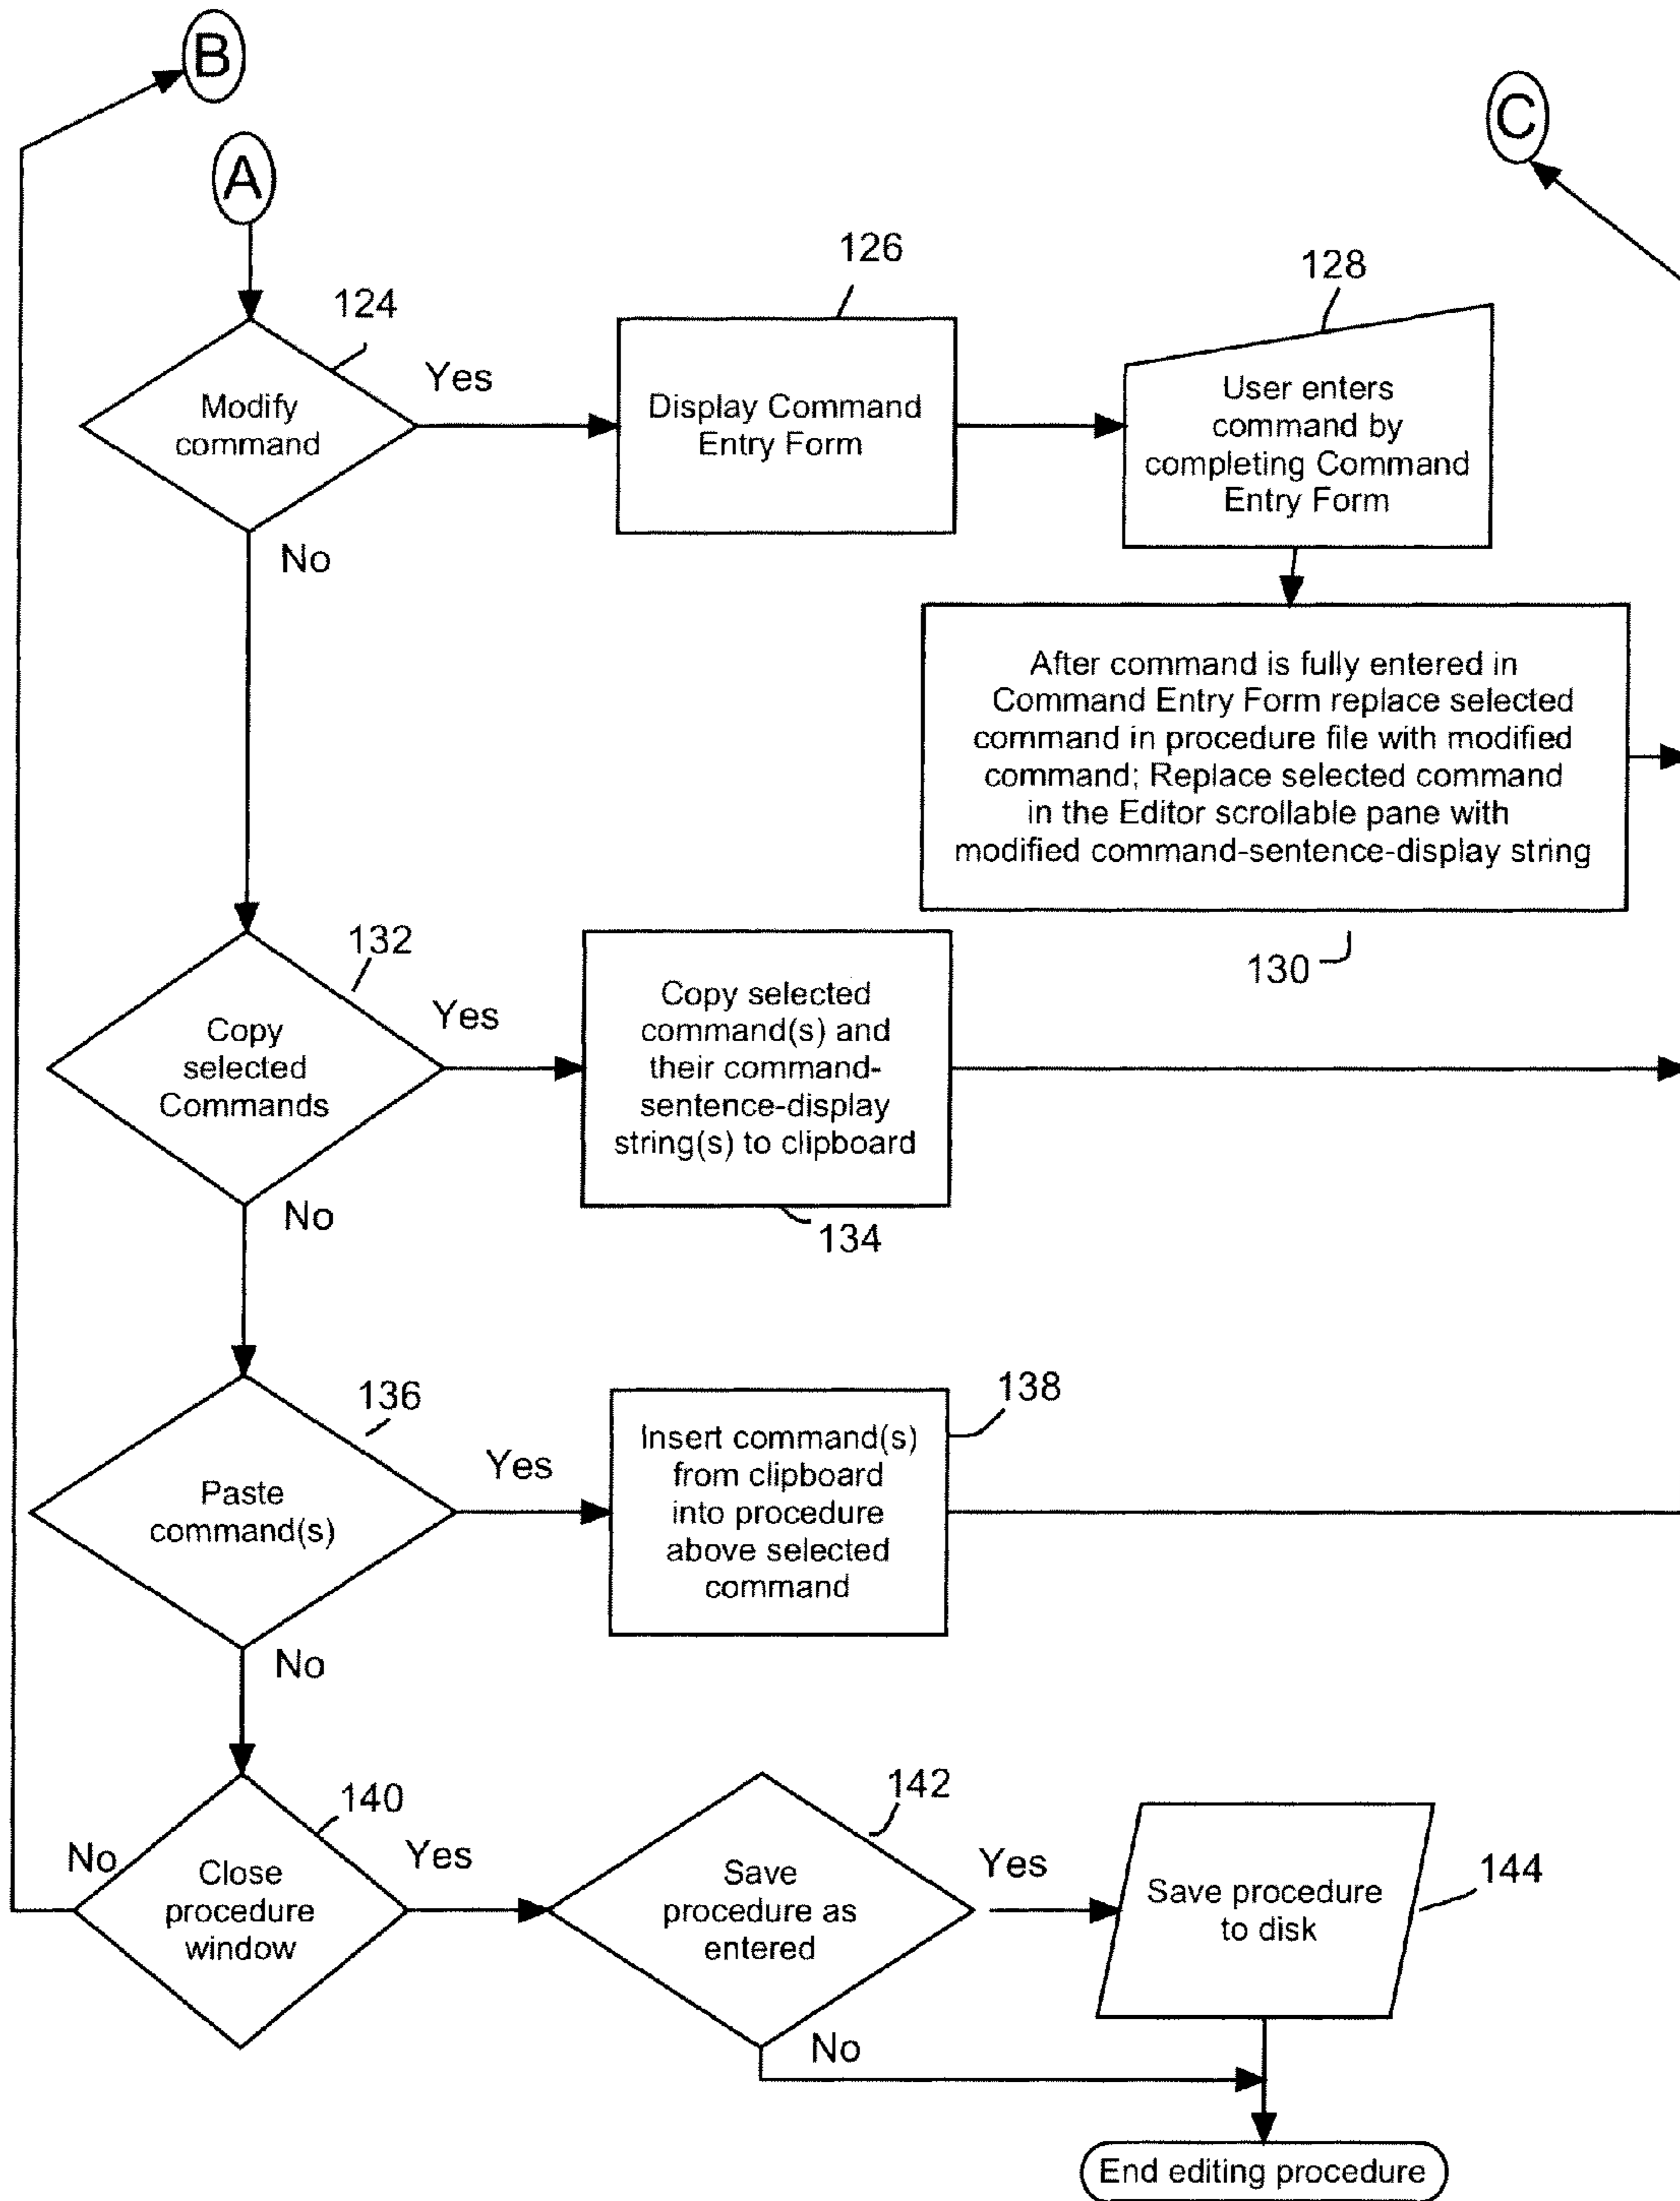 B
A
C
124
Modify
command
Yes
No
126
Display Command
Entry Form
128
User enters
command by
completing Command
Entry Form
After command is fully entered in
Command Entry Form replace selected
command in procedure file with modified
command; Replace selected command
in the Editor scrollable pane with
modified command-sentence-display string
130
132
Copy
selected
Commands
Yes
No
Copy selected
command(s) and
their command-
sentence-display
string(s) to clipboard
134
136
Paste
command(s)
Yes
No
138
Insert command(s)
from clipboard
into procedure
above selected
command
140
No
Close
procedure
window
Yes
142
Save
procedure as
entered
Yes
No
144
Save procedure
to disk
End editing procedure